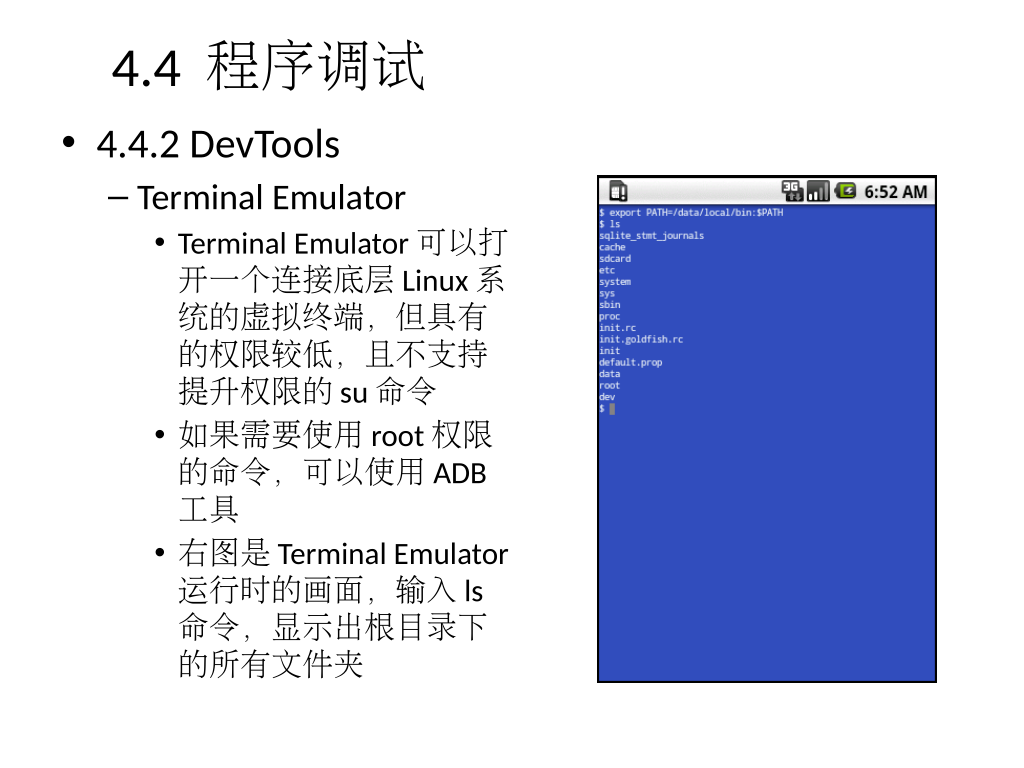 4.4 程序调试
• 4.4.2 DevTools
– Terminal Emulator
• Terminal Emulator 可以打
开一个连接底层 Linux 系
统的虚拟终端，但具有
的权限较低，且不支持
提升权限的 su 命令
• 如果需要使用 root 权限
的命令，可以使用 ADB
工具
• 右图是 Terminal Emulator
运行时的画面，输入 ls
命令，显示出根目录下
的所有文件夹
3G 6:52 AM
$ export PATH=/data/local/bin:$PATH
$ ls
sqlite_stmt_journals
cache
sdcard
etc
system
sys
sbin
proc
init.rc
init.goldfish.rc
init
default.prop
data
root
dev
$